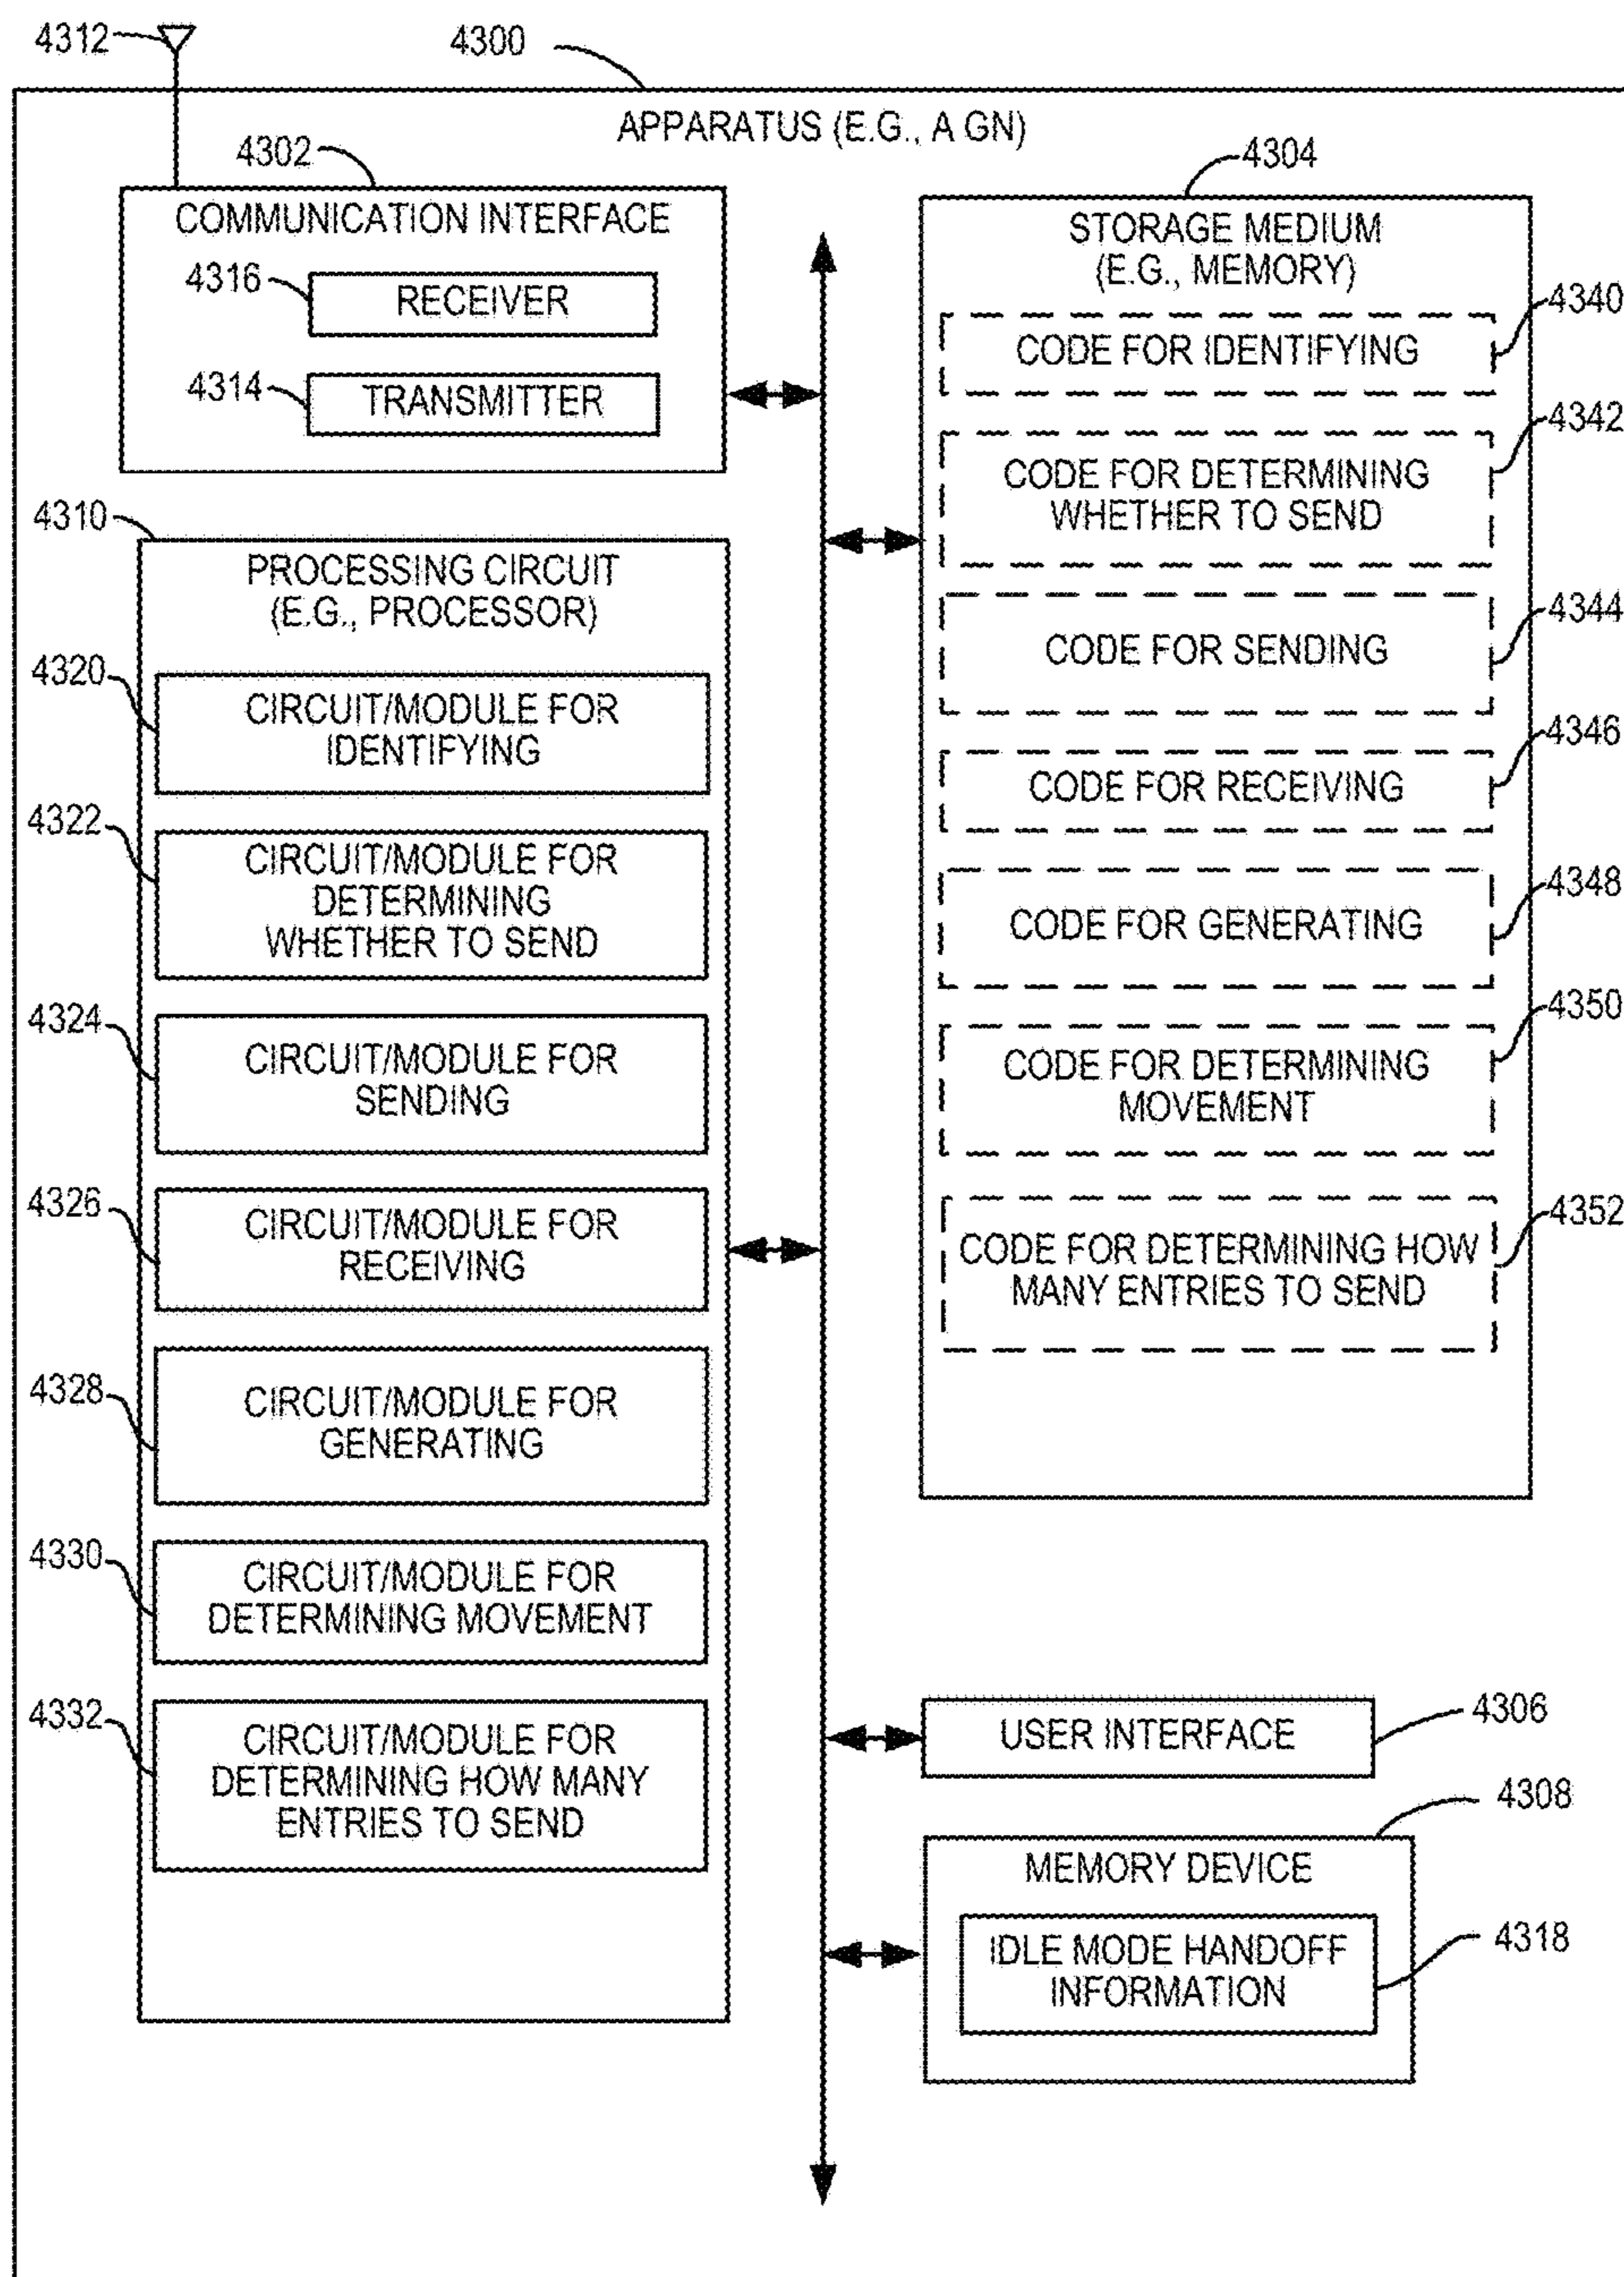 4312
4300
APPARATUS (E.G., A GN)
4302
COMMUNICATION INTERFACE
4316
RECEIVER
4314
TRANSMITTER
4310
PROCESSING CIRCUIT
(E.G., PROCESSOR)
4320
CIRCUIT/MODULE FOR
IDENTIFYING
4322
CIRCUIT/MODULE FOR
DETERMINING
WHETHER TO SEND
4324
CIRCUIT/MODULE FOR
SENDING
4326
CIRCUIT/MODULE FOR
RECEIVING
4328
CIRCUIT/MODULE FOR
GENERATING
4330
CIRCUIT/MODULE FOR
DETERMINING MOVEMENT
4332
CIRCUIT/MODULE FOR
DETERMINING HOW MANY
ENTRIES TO SEND
4304
STORAGE MEDIUM
(E.G., MEMORY)
4340
CODE FOR IDENTIFYING
4342
CODE FOR DETERMINING
WHETHER TO SEND
4344
CODE FOR SENDING
4346
CODE FOR RECEIVING
4348
CODE FOR GENERATING
4350
CODE FOR DETERMINING
MOVEMENT
4352
CODE FOR DETERMINING HOW
MANY ENTRIES TO SEND
4306
USER INTERFACE
4308
MEMORY DEVICE
4318
IDLE MODE HANDOFF
INFORMATION